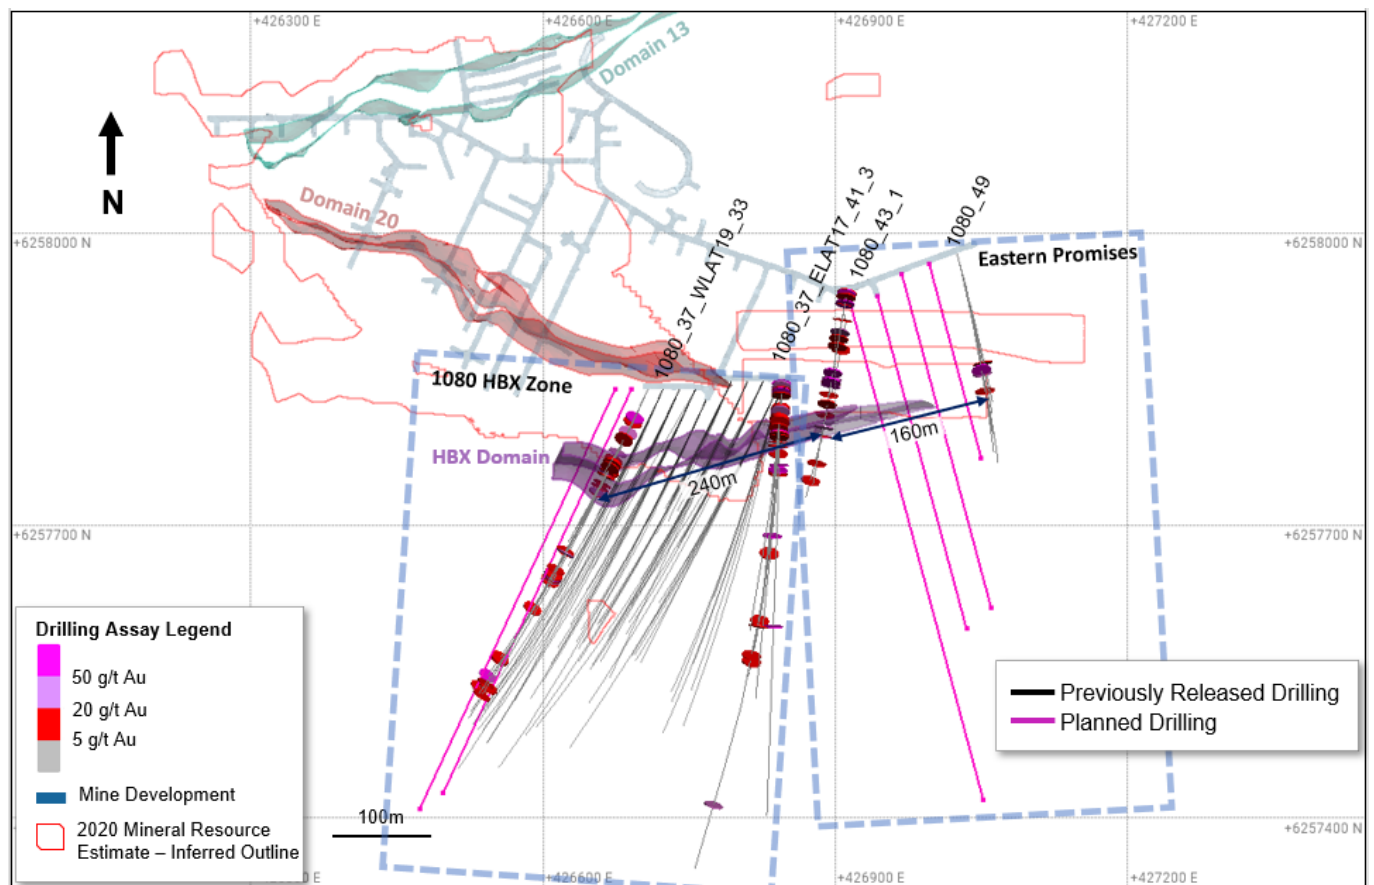 +426300 E
+426600 E
+426900 E
+427200 E
Domain 13
N
Domain 20
1080_37_WLAT19_33
1080_37_ELAT17_41_3
1080_43_1
1080_49
+6258000 N
+6258000 N
Eastern Promises
1080 HBX Zone
HBX Domain
240m
160m
+6257700 N
+6257700 N
Drilling Assay Legend
50 g/t Au
20 g/t Au
5 g/t Au
Mine Development
2020 Mineral Resource
Estimate – Inferred Outline
Previously Released Drilling
Planned Drilling
100m
+6257400 N
E
+426600 E
+426900 E
+427200 E